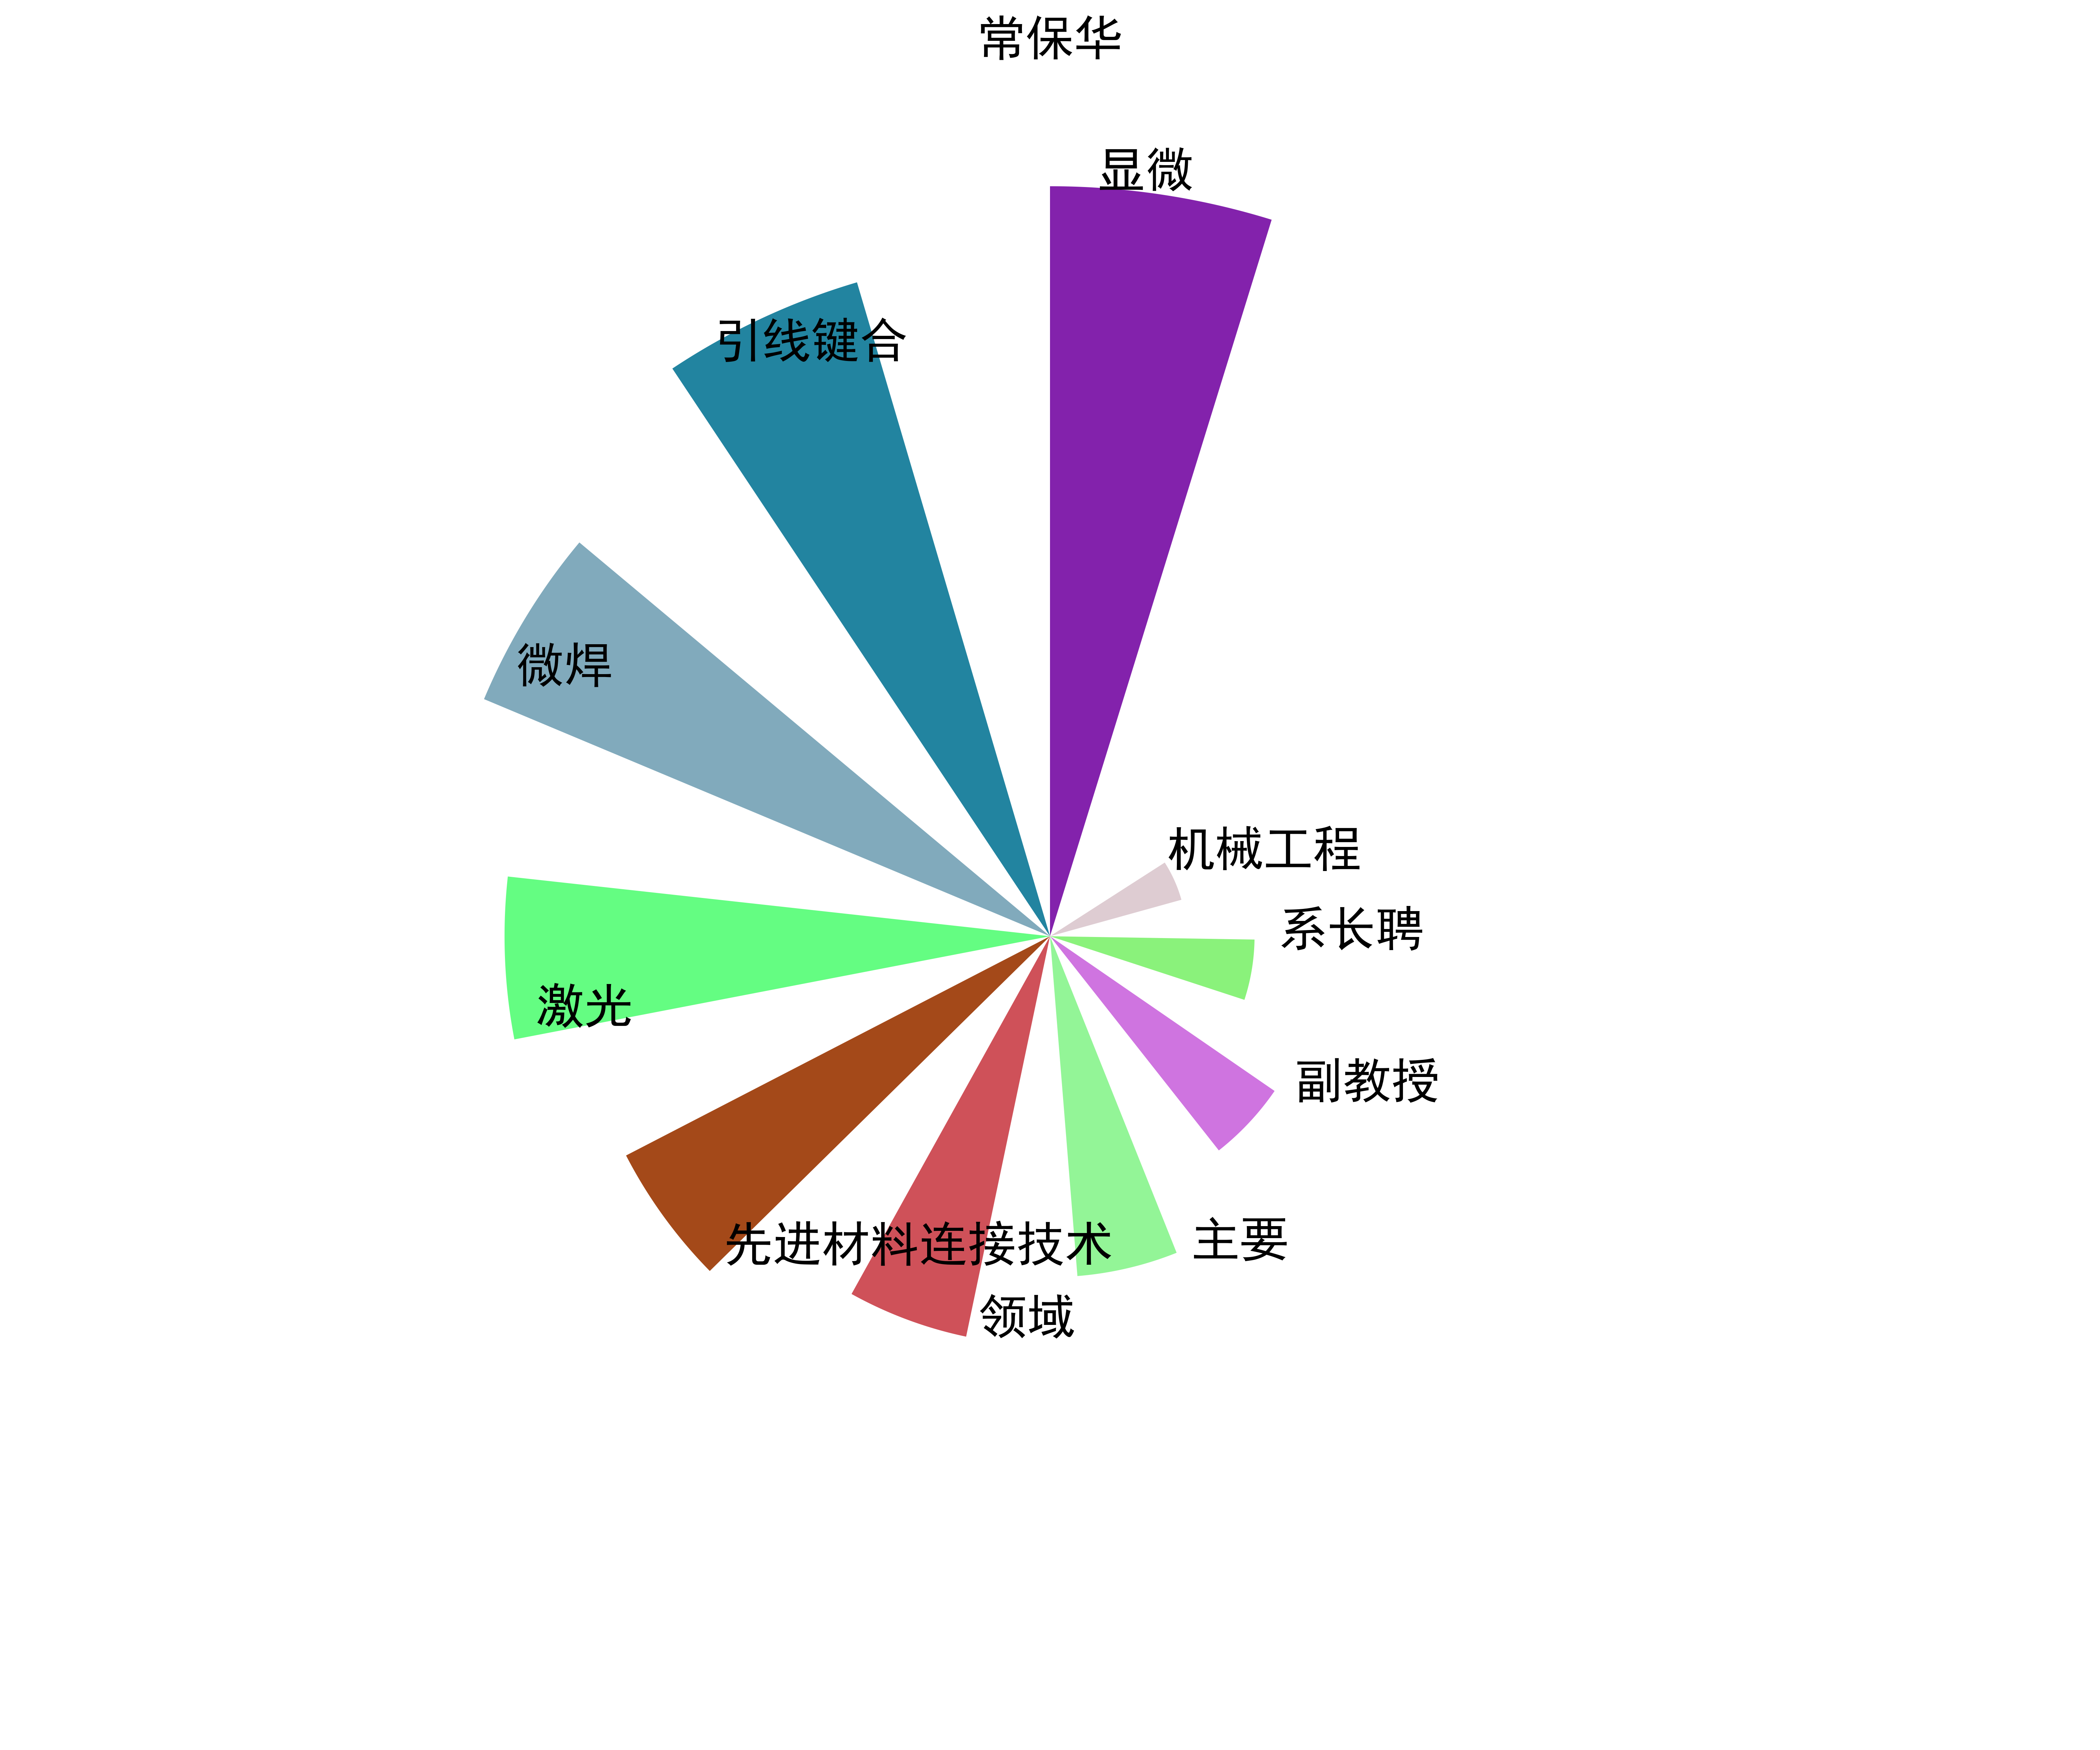 常保华
显微
引线键合
微焊
机械工程
系长聘
激光
副教授
主要
先进材料连接技术
领域